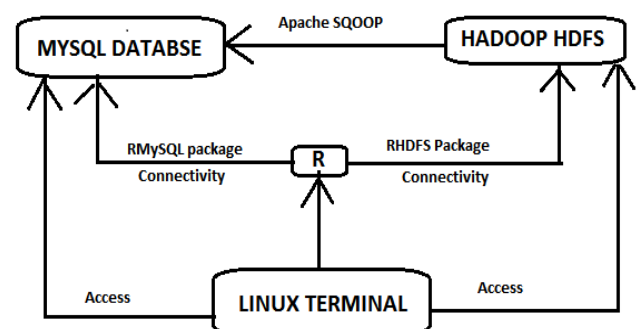 Apache SQOOP
MYSQL DATABSE
HADOOP HDFS
RMySQL package
Connectivity
R
RHDFS Package
Connectivity
Access
LINUX TERMINAL
Access